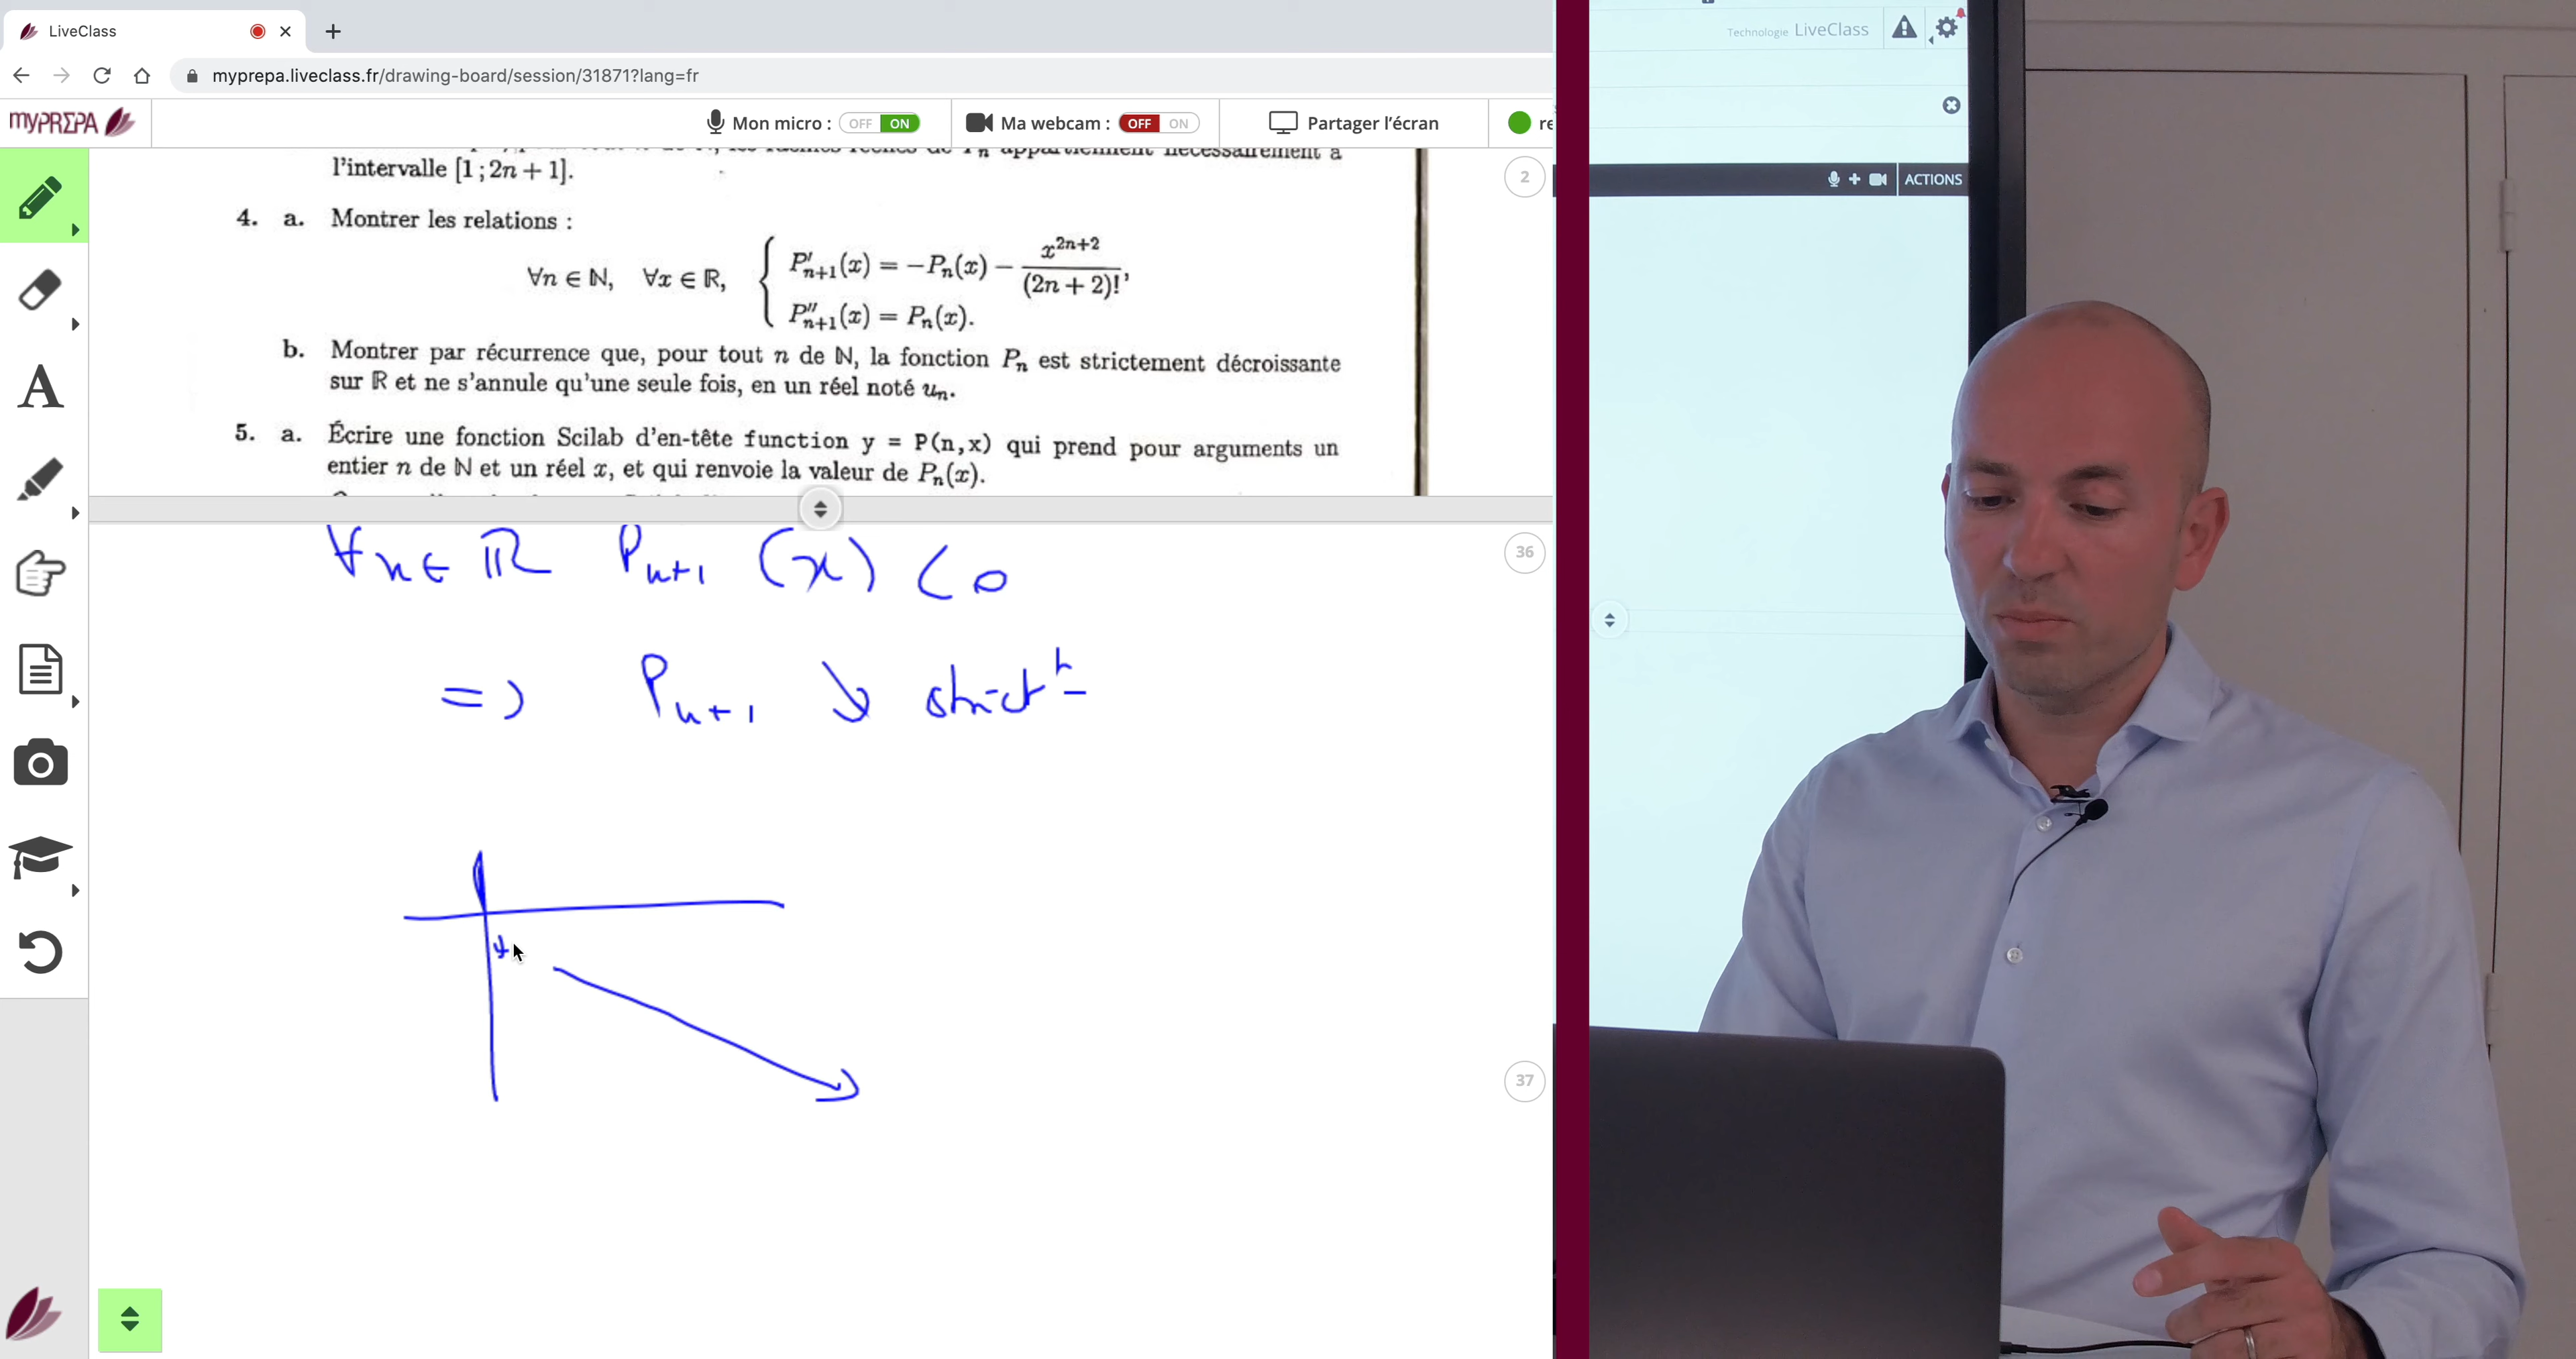 LiveClass
myprepa.liveclass.fr/drawing-board/session/31871?lang=fr
myPREPA
Mon micro : OFF ON
Ma webcam : OFF ON
Partager l'écran
re
appartiennent nécessairement à
l'intervalle [1 ; 2n + 1].
2
4. a. Montrer les relations :
∀n ∈ ℕ, ∀x ∈ ℝ, { P′ₙ₊₁(x) = −Pₙ(x) − x²ⁿ⁺²/(2n + 2)!,
P″ₙ₊₁(x) = Pₙ(x).
b. Montrer par récurrence que, pour tout n de ℕ, la fonction Pₙ est strictement décroissante
sur ℝ et ne s'annule qu'une seule fois, en un réel noté uₙ.
5. a. Écrire une fonction Scilab d'en-tête function y = P(n,x) qui prend pour arguments un
entier n de ℕ et un réel x, et qui renvoie la valeur de Pₙ(x).
A
∀x ∈ ℝ Pₙ₊₁ (x) < 0
36
=> Pₙ₊₁ ↘ strictᵗ
+
37
Technologie LiveClass
ACTIONS